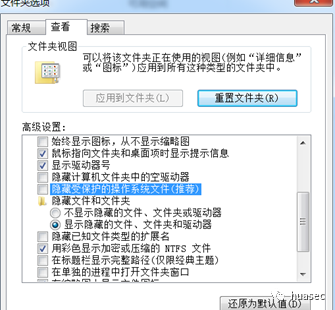 文件夹选项
常规
查看
搜索
文件夹视图
可以将该文件正在使用的视图(例如“详细信息”
或“图标”)应用到所有这种类型的文件夹中。
应用到文件夹(L)
重置文件夹(R)
高级设置:
始终显示图标，从不显示缩略图
鼠标指向文件夹和桌面项时显示提示信息
显示驱动器号
隐藏计算机文件夹中的空驱动器
隐藏受保护的操作系统文件(推荐)
隐藏文件和文件夹
不显示隐藏的文件、文件夹或驱动器
显示隐藏的文件、文件夹和驱动器
隐藏已知文件类型的扩展名
用彩色显示加密或压缩的 NTFS 文件
在标题栏显示完整路径(仅限经典主题)
在单独的进程中打开文件夹窗口
还原为默认值(D)
huasec